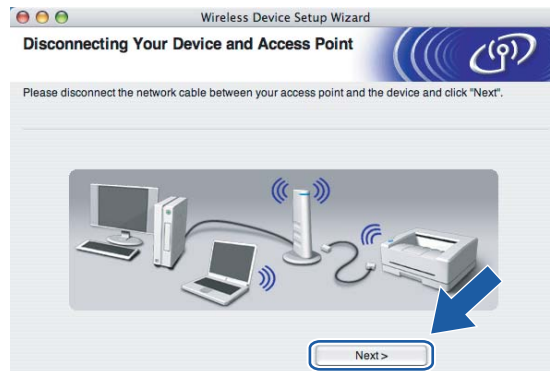 Wireless Device Setup Wizard
Disconnecting Your Device and Access Point
Please disconnect the network cable between your access point and the device and click "Next".
Next >